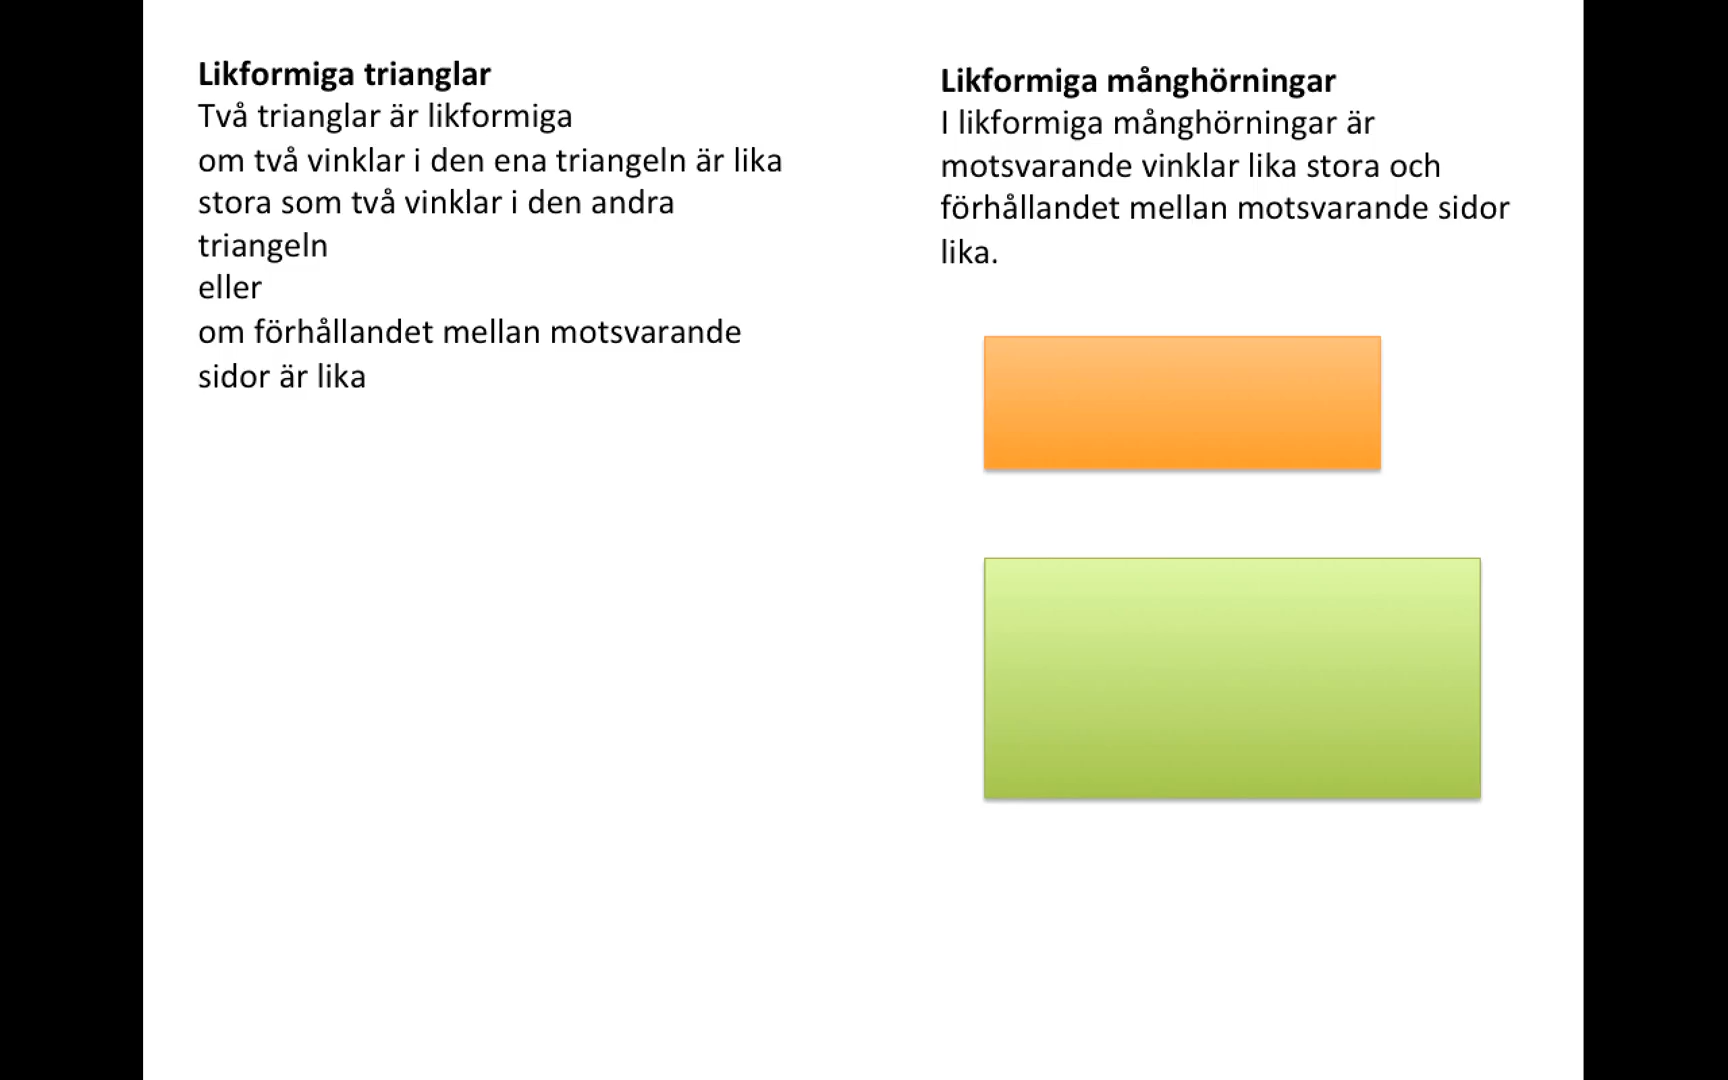 Likformiga trianglar
Två trianglar är likformiga
om två vinklar i den ena triangeln är lika
stora som två vinklar i den andra
triangeln
eller
om förhållandet mellan motsvarande
sidor är lika
Likformiga månghörningar
I likformiga månghörningar är
motsvarande vinklar lika stora och
förhållandet mellan motsvarande sidor
lika.